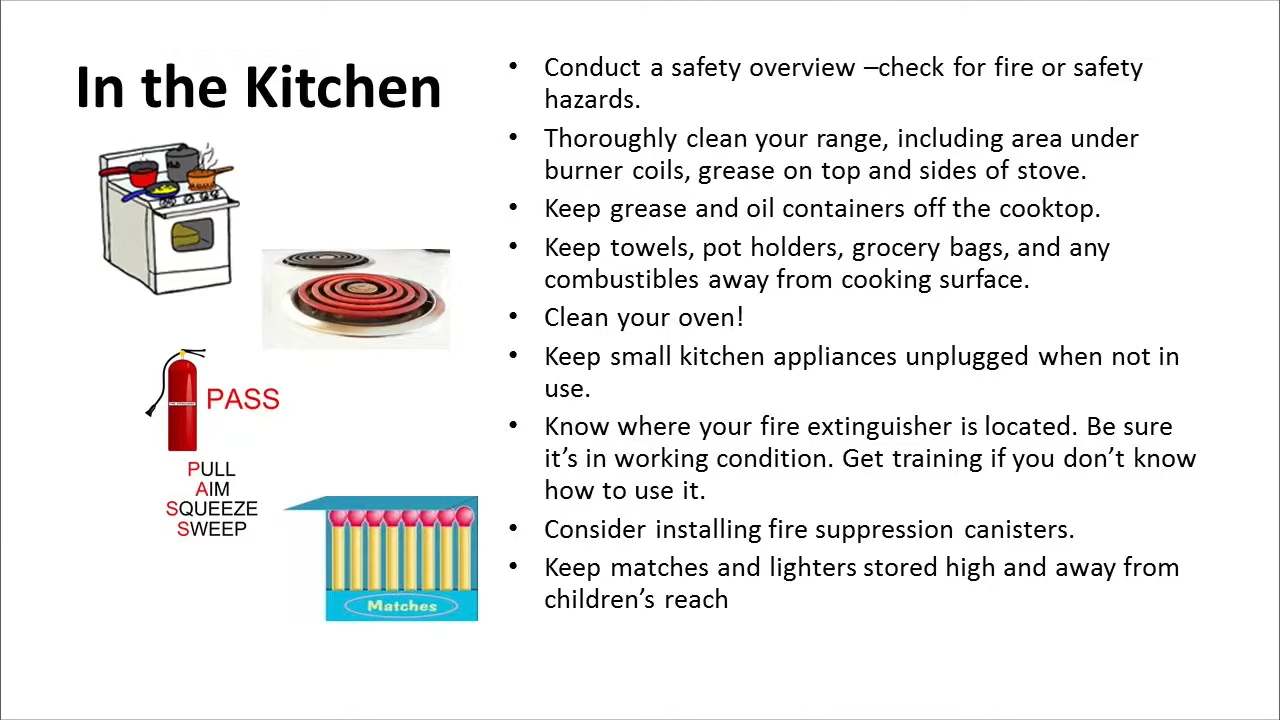 In the Kitchen
• Conduct a safety overview –check for fire or safety
hazards.
• Thoroughly clean your range, including area under
burner coils, grease on top and sides of stove.
• Keep grease and oil containers off the cooktop.
• Keep towels, pot holders, grocery bags, and any
combustibles away from cooking surface.
• Clean your oven!
• Keep small kitchen appliances unplugged when not in
use.
• Know where your fire extinguisher is located. Be sure
it's in working condition. Get training if you don't know
how to use it.
• Consider installing fire suppression canisters.
• Keep matches and lighters stored high and away from
children's reach
PASS
PULL
AIM
SQUEEZE
SWEEP
Matches